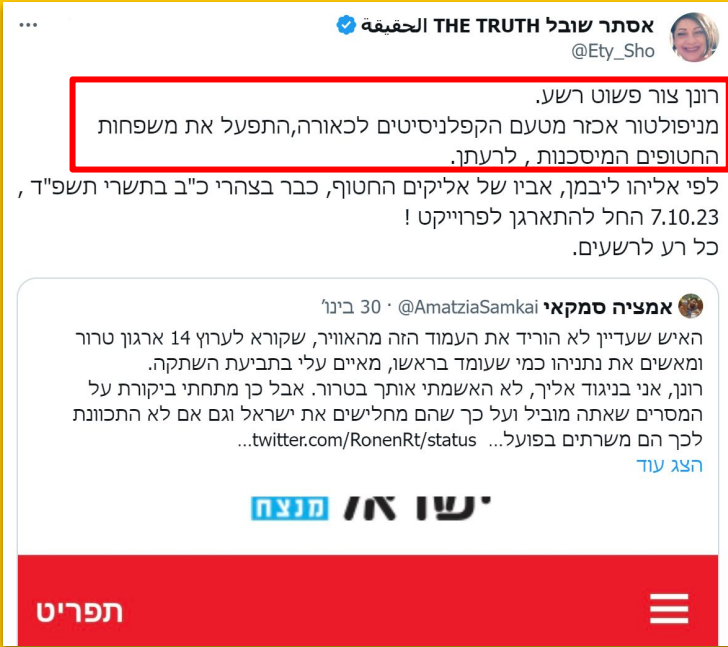 אסתר שובל THE TRUTH الحقيقة
@Ety_Sho
רונן צור פשוט רשע.
מניפולטור אכזר מטעם הקפלניסיטים לכאורה,התפעל את משפחות
החטופים המיסכנות , לרעתן.
לפי אליהו ליבמן, אביו של אליקים החטוף, כבר בצהרי כ"ב בתשרי תשפ"ד ,
7.10.23 החל להתארגן לפרוייקט !
כל רע לרשעים.
אמציה סמקאי @AmatziaSamkai · 30 בינו׳
האיש שעדיין לא הוריד את העמוד הזה מהאוויר, שקורא לערוץ 14 ארגון טרור
ומאשים את נתניהו כמי שעומד בראשו, מאיים עלי בתביעת השתקה.
רונן, אני בניגוד אליך, לא האשמתי אותך בטרור. אבל כן מתחתי ביקורת על
המסרים שאתה מוביל ועל כך שהם מחלישים את ישראל וגם אם לא התכוונת
לכך הם משרתים בפועל... twitter.com/RonenRt/status...
הצג עוד
ישראל מנצח
תפריט